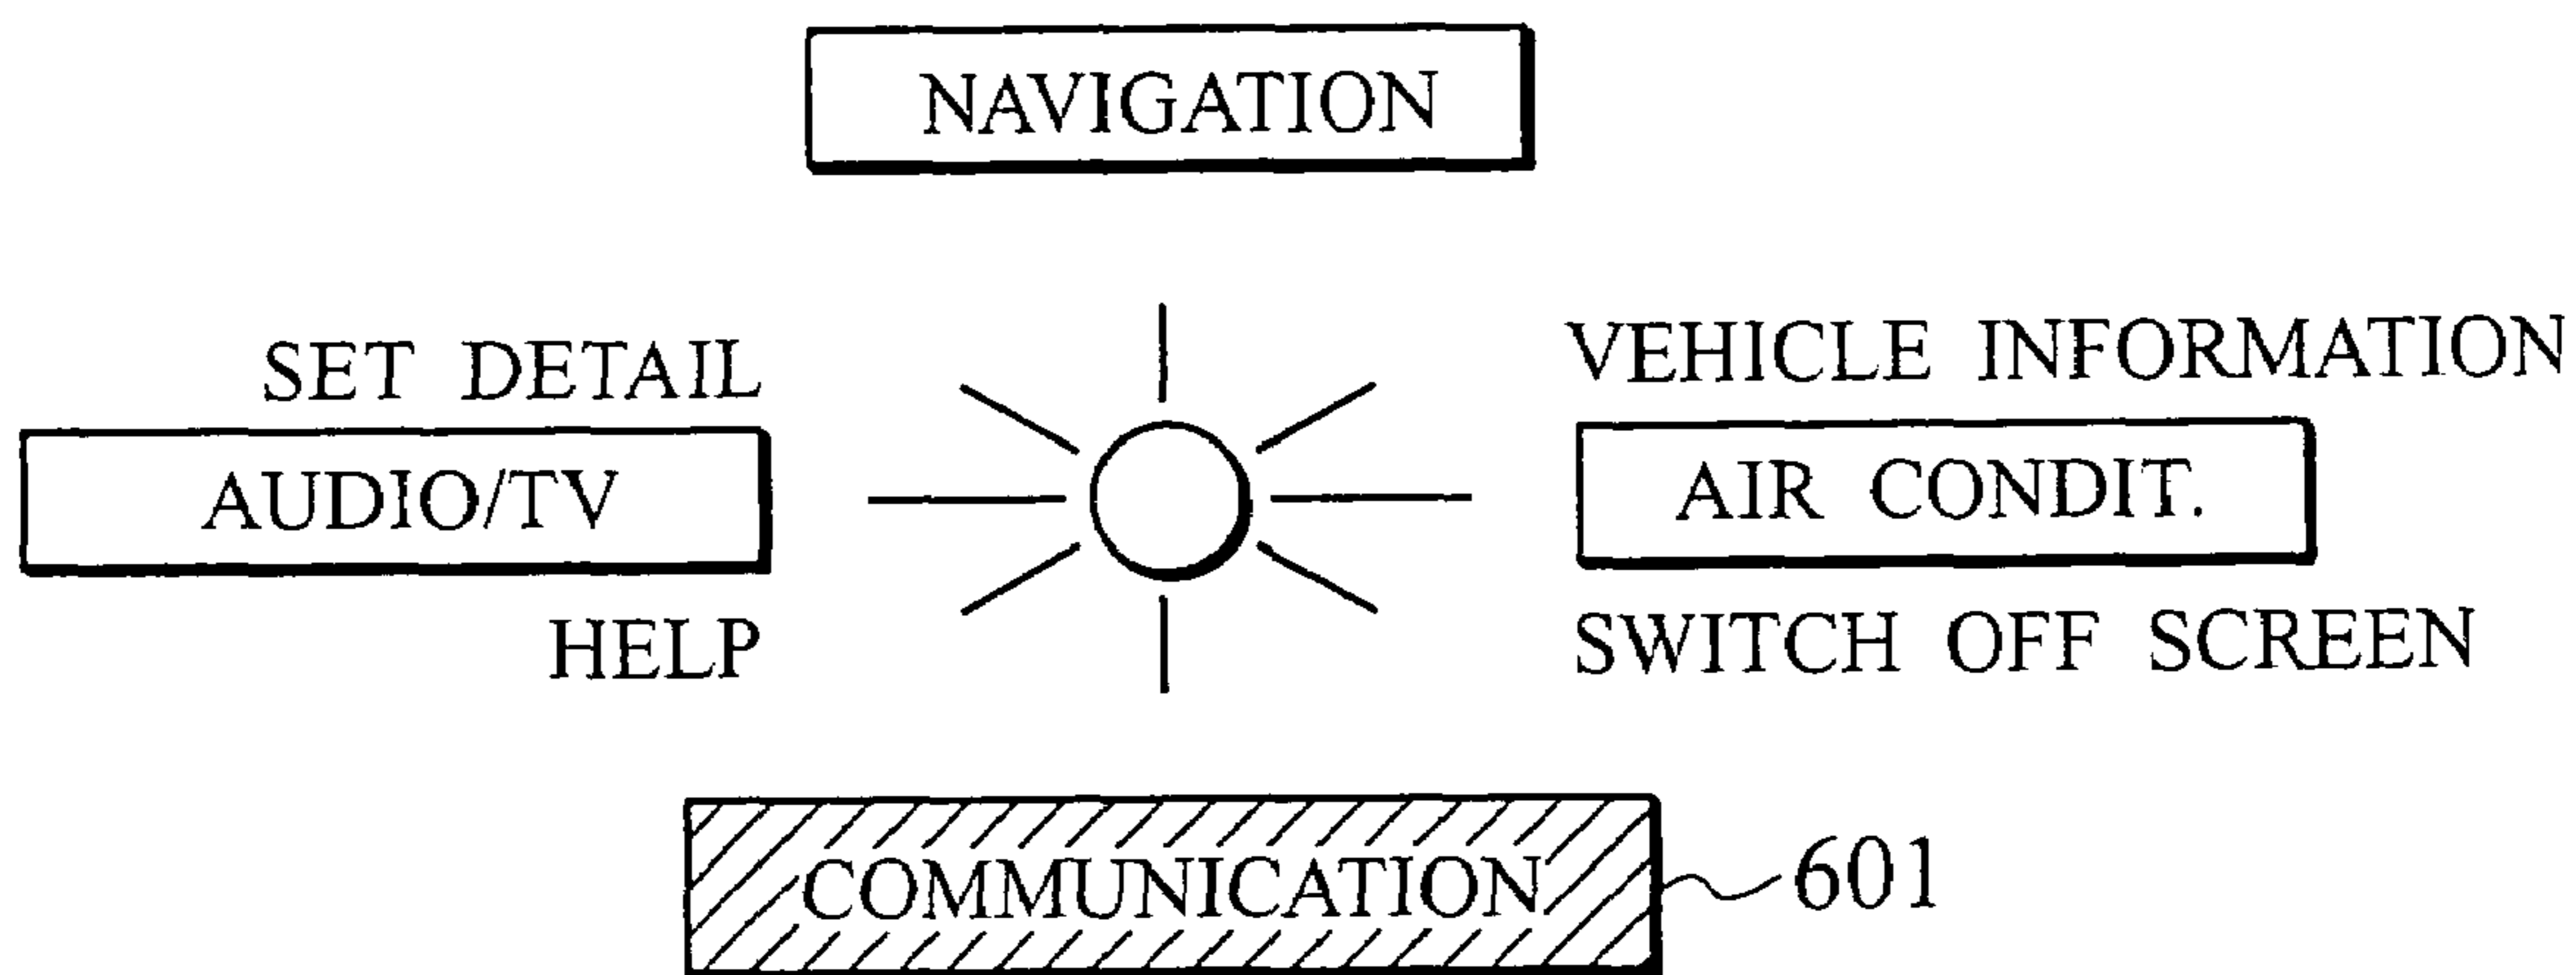 NAVIGATION
SET DETAIL
VEHICLE INFORMATION
AUDIO/TV
AIR CONDIT.
HELP
SWITCH OFF SCREEN
COMMUNICATION
601